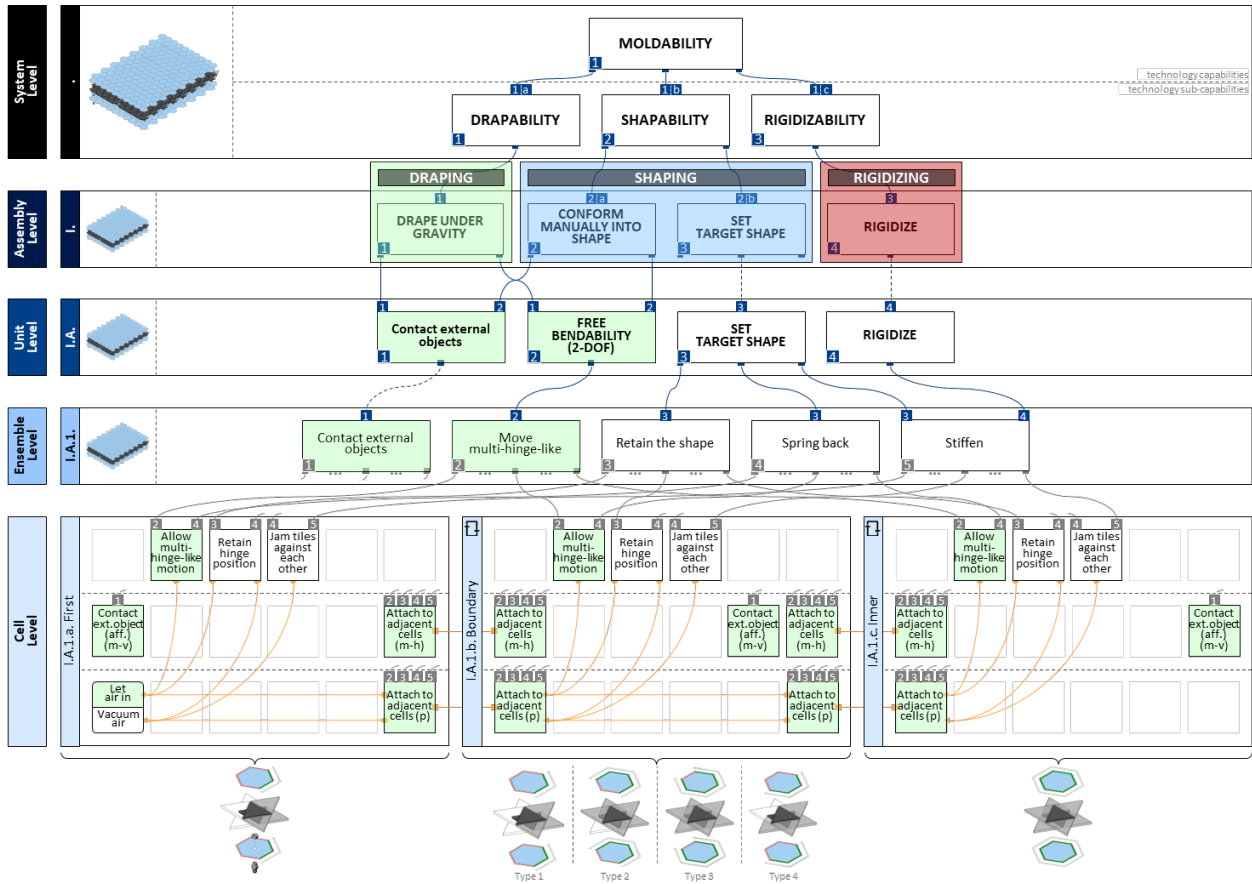 System
Level
.
MOLDABILITY
1
technology capabilities
technology sub-capabilities
1|a
1|b
1|c
DRAPABILITY
1
SHAPABILITY
2
RIGIDIZABILITY
3
DRAPING
SHAPING
RIGIDIZING
Assembly
Level
I.
1
2|a
2|b
3
DRAPE UNDER
GRAVITY
1
CONFORM
MANUALLY INTO
SHAPE
2
SET
TARGET SHAPE
3
RIGIDIZE
4
Unit
Level
I.A.
1
2
1
2
3
4
Contact external
objects
1
FREE
BENDABILITY
(2-DOF)
2
SET
TARGET SHAPE
3
RIGIDIZE
4
Ensemble
Level
I.A.1.
1
2
3
3
3
4
Contact external
objects
1
Move
multi-hinge-like
2
Retain the shape
3
Spring back
4
Stiffen
5
Cell
Level
I.A.1.a. First
2
4
3
4
4
5
Allow
multi-
hinge-like
motion
Retain
hinge
position
Jam tiles
against
each
other
1
Contact
ext.object
(aff.)
(m-v)
2 3 4 5
Attach to
adjacent
cells
(m-h)
Let
air in
Vacuum
air
2 3 4 5
Attach to
adjacent
cells (p)
I.A.1.b. Boundary
2
4
3
4
4
5
Allow
multi-
hinge-like
motion
Retain
hinge
position
Jam tiles
against
each
other
2 3 4 5
Attach to
adjacent
cells
(m-h)
1
Contact
ext.object
(aff.)
(m-v)
2 3 4 5
Attach to
adjacent
cells
(m-h)
2 3 4 5
Attach to
adjacent
cells (p)
2 3 4 5
Attach to
adjacent
cells (p)
I.A.1.c. Inner
2
4
3
4
4
5
Allow
multi-
hinge-like
motion
Retain
hinge
position
Jam tiles
against
each
other
2 3 4 5
Attach to
adjacent
cells
(m-h)
1
Contact
ext.object
(aff.)
(m-v)
2 3 4 5
Attach to
adjacent
cells (p)
Type 1
Type 2
Type 3
Type 4